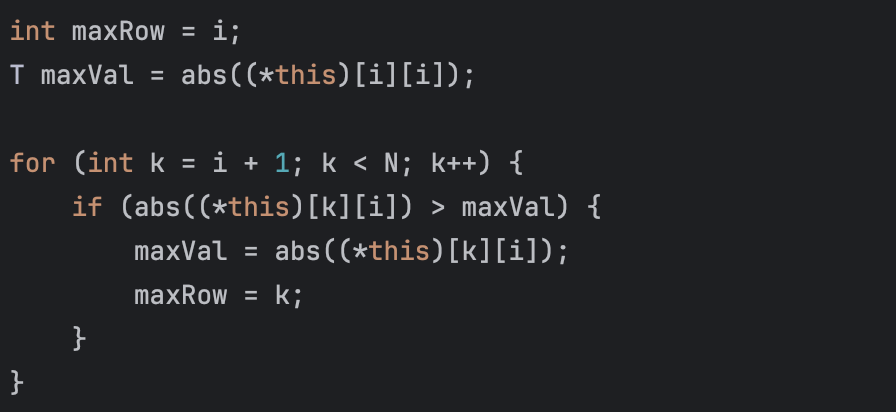 int maxRow = i;
T maxVal = abs((*this)[i][i]);

for (int k = i + 1; k < N; k++) {
    if (abs((*this)[k][i]) > maxVal) {
        maxVal = abs((*this)[k][i]);
        maxRow = k;
    }
}